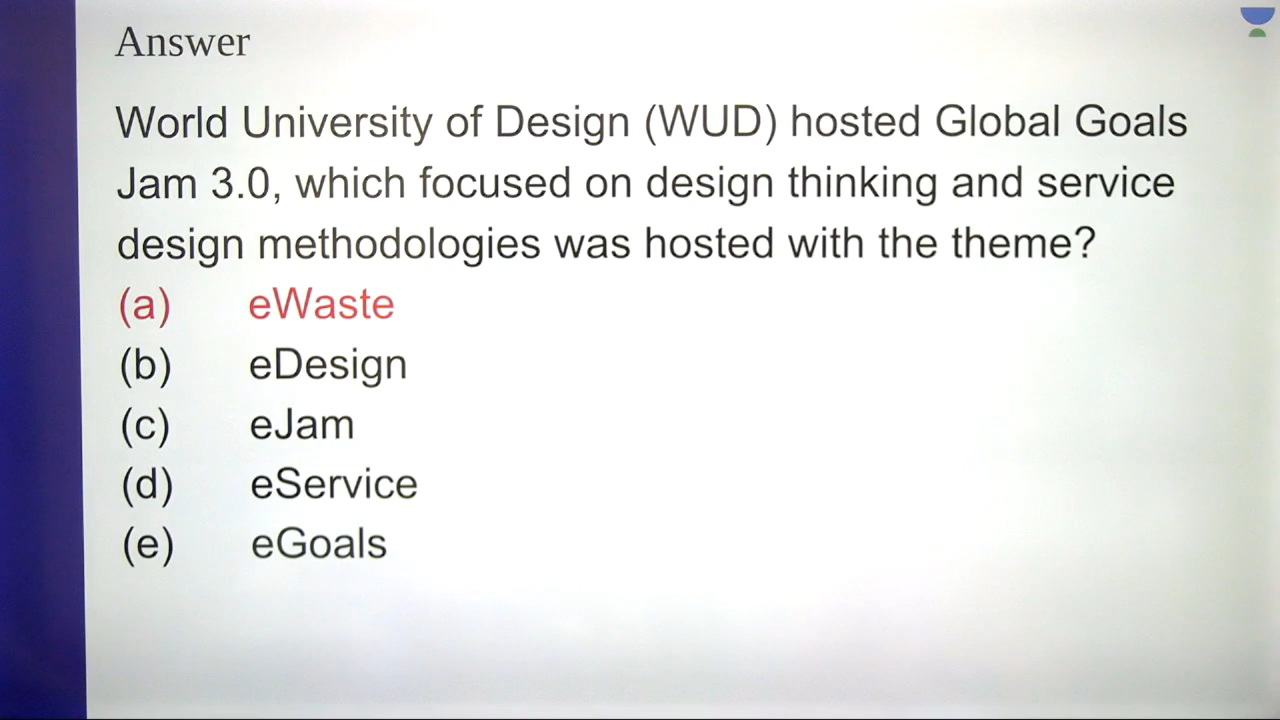 Answer
World University of Design (WUD) hosted Global Goals
Jam 3.0, which focused on design thinking and service
design methodologies was hosted with the theme?
(a) eWaste
(b) eDesign
(c) eJam
(d) eService
(e) eGoals